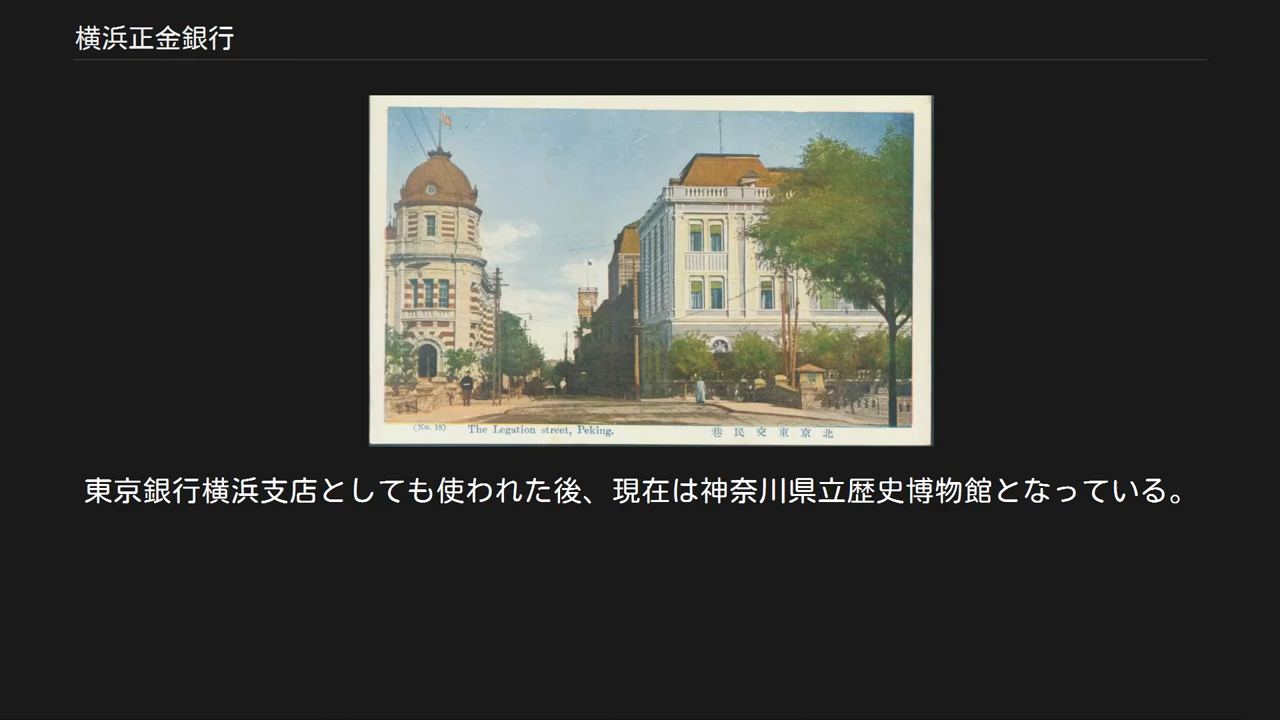 横浜正金銀行
(No. 18) The Legation street, Peking.
巷民交東京北
東京銀行横浜支店としても使われた後、現在は神奈川県立歴史博物館となっている。